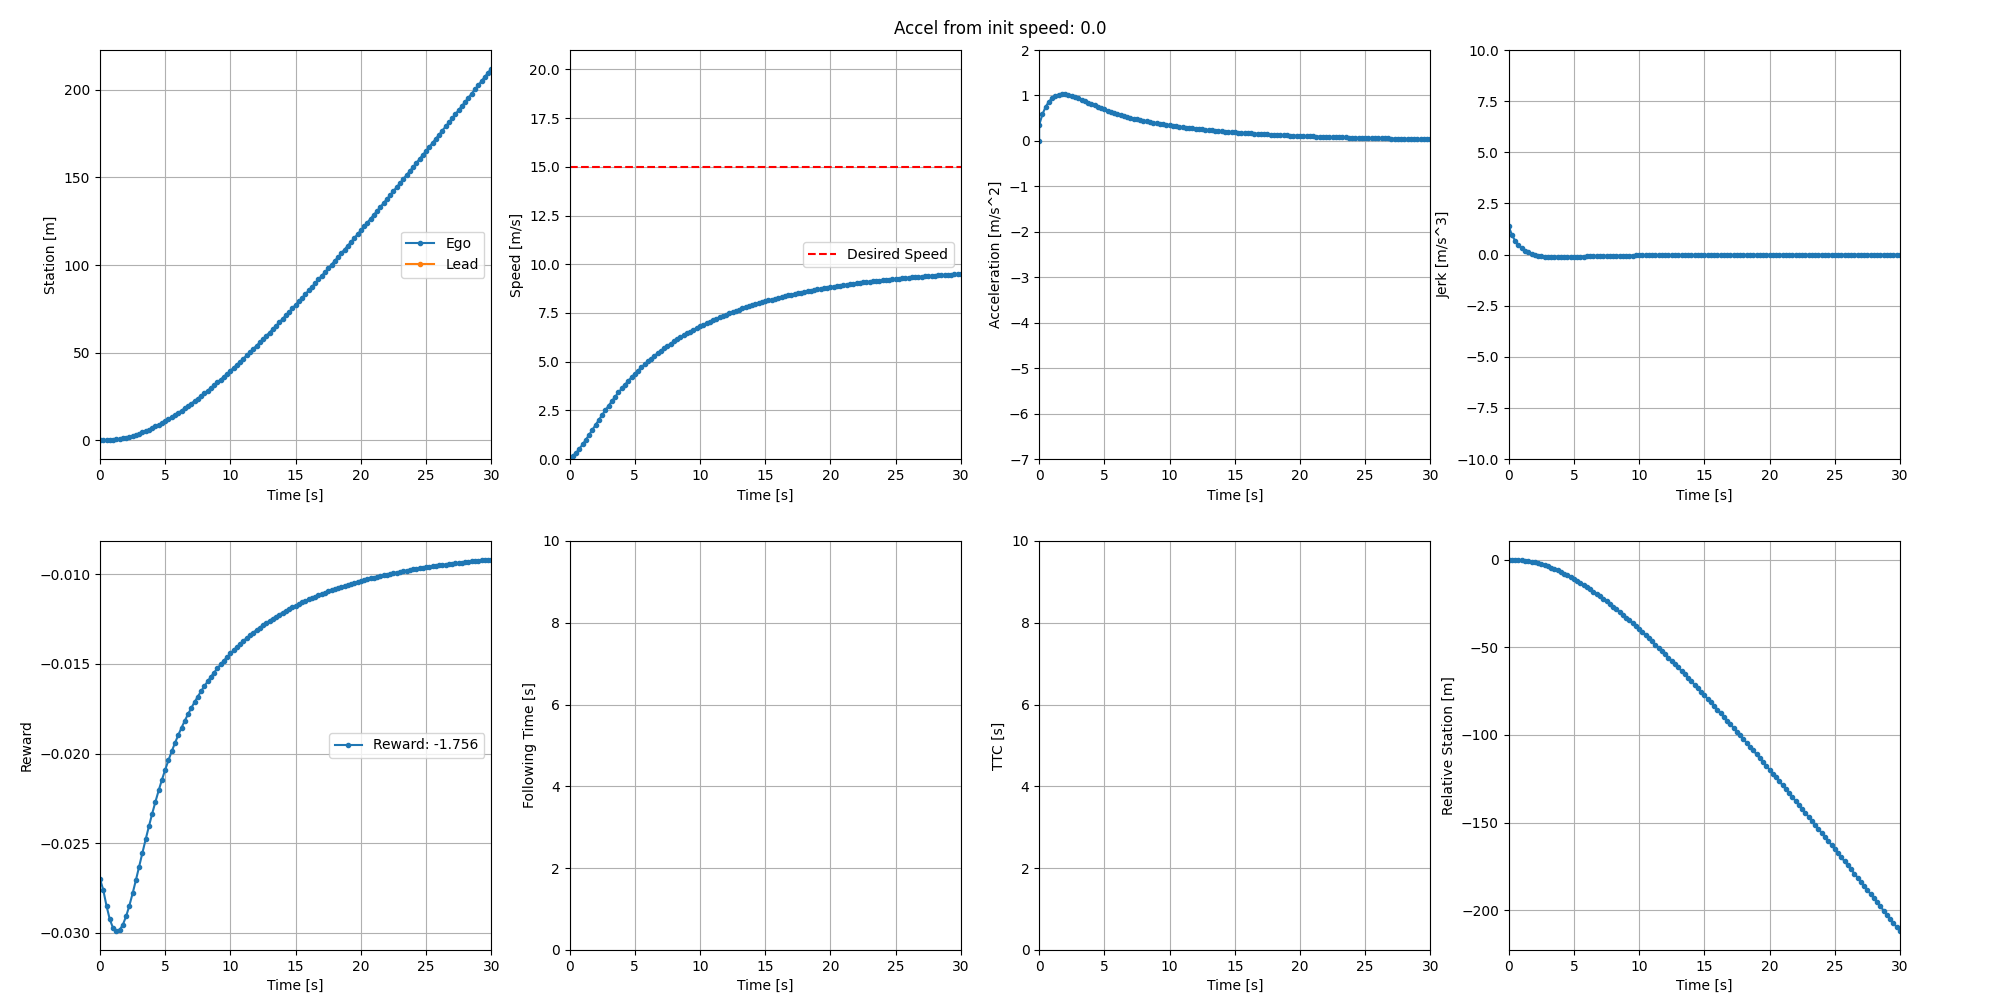 Accel from init speed: 0.0
Station [m]
200
150
100
50
0
Ego
Lead
0 5 10 15 20 25 30
Time [s]
Speed [m/s]
20.0
17.5
15.0
12.5
10.0
7.5
5.0
2.5
0.0
Desired Speed
0 5 10 15 20 25 30
Time [s]
Acceleration [m/s^2]
2
1
0
−1
−2
−3
−4
−5
−6
−7
0 5 10 15 20 25 30
Time [s]
Jerk [m/s^3]
10.0
7.5
5.0
2.5
0.0
−2.5
−5.0
−7.5
−10.0
0 5 10 15 20 25 30
Time [s]
Reward
−0.010
−0.015
−0.020
−0.025
−0.030
Reward: -1.756
0 5 10 15 20 25 30
Time [s]
Following Time [s]
10
8
6
4
2
0
0 5 10 15 20 25 30
Time [s]
TTC [s]
10
8
6
4
2
0
0 5 10 15 20 25 30
Time [s]
Relative Station [m]
0
−50
−100
−150
−200
0 5 10 15 20 25 30
Time [s]